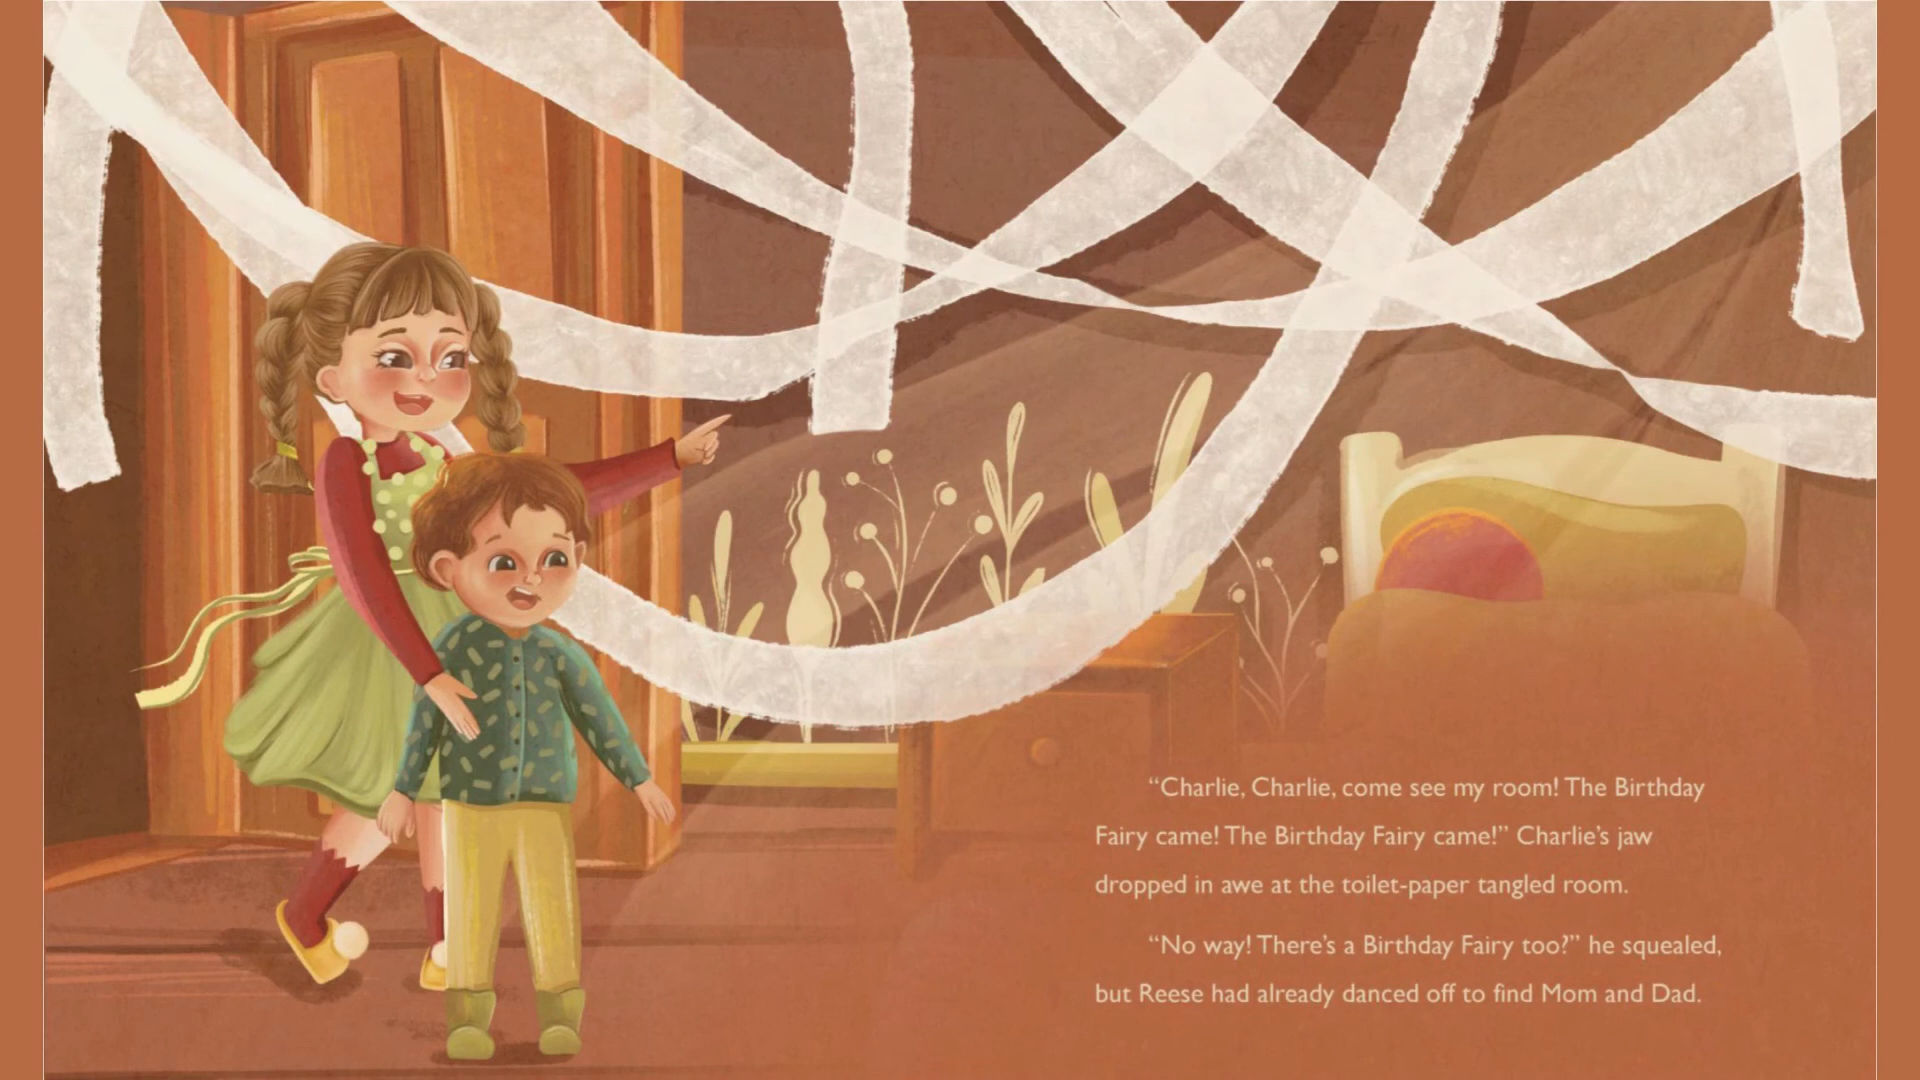 “Charlie, Charlie, come see my room! The Birthday
Fairy came! The Birthday Fairy came!” Charlie’s jaw
dropped in awe at the toilet-paper tangled room.
“No way! There’s a Birthday Fairy too?” he squealed,
but Reese had already danced off to find Mom and Dad.